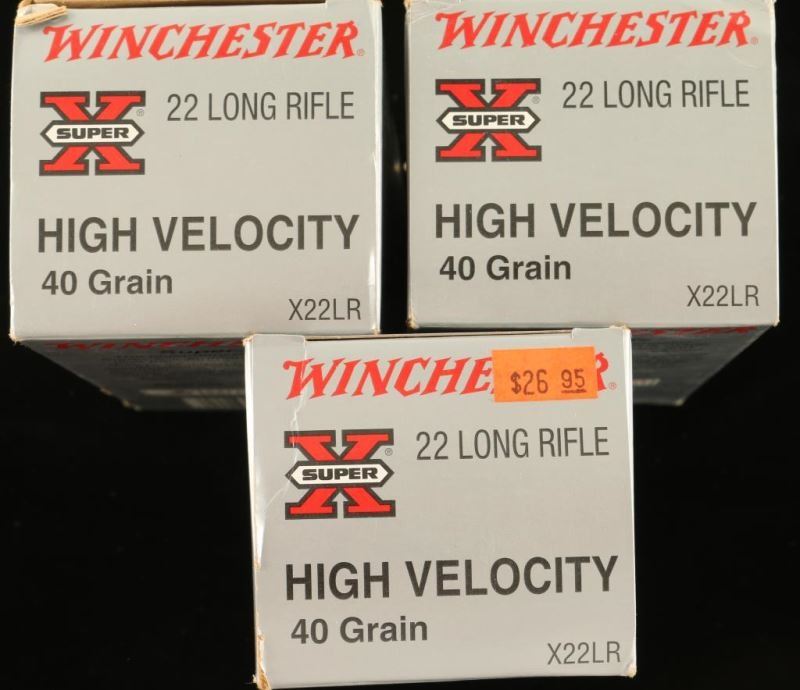 WINCHESTER®
X® SUPER
22 LONG RIFLE
HIGH VELOCITY
40 Grain
X22LR
WINCHESTER®
X® SUPER
22 LONG RIFLE
HIGH VELOCITY
40 Grain
X22LR
WINCHESTER
WINCHE R®
$26 95
X® SUPER
22 LONG RIFLE
HIGH VELOCITY
40 Grain
X22LR